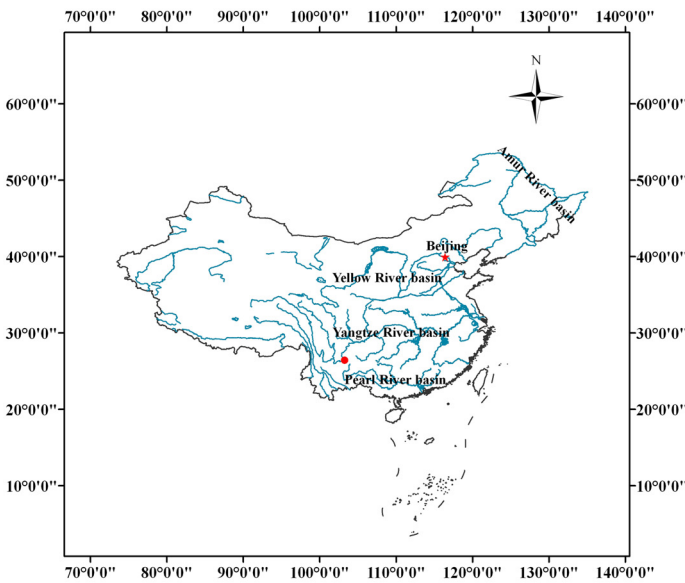 70°0'0" 80°0'0" 90°0'0" 100°0'0" 110°0'0" 120°0'0" 130°0'0" 140°0'0"
N
60°0'0" 60°0'0"
Amur River basin
50°0'0" 50°0'0"
Beijing
40°0'0" 40°0'0"
Yellow River basin
30°0'0" 30°0'0"
Yangtze River basin
Pearl River basin
20°0'0" 20°0'0"
10°0'0" 10°0'0"
70°0'0" 80°0'0" 90°0'0" 100°0'0" 110°0'0" 120°0'0" 130°0'0" 140°0'0"